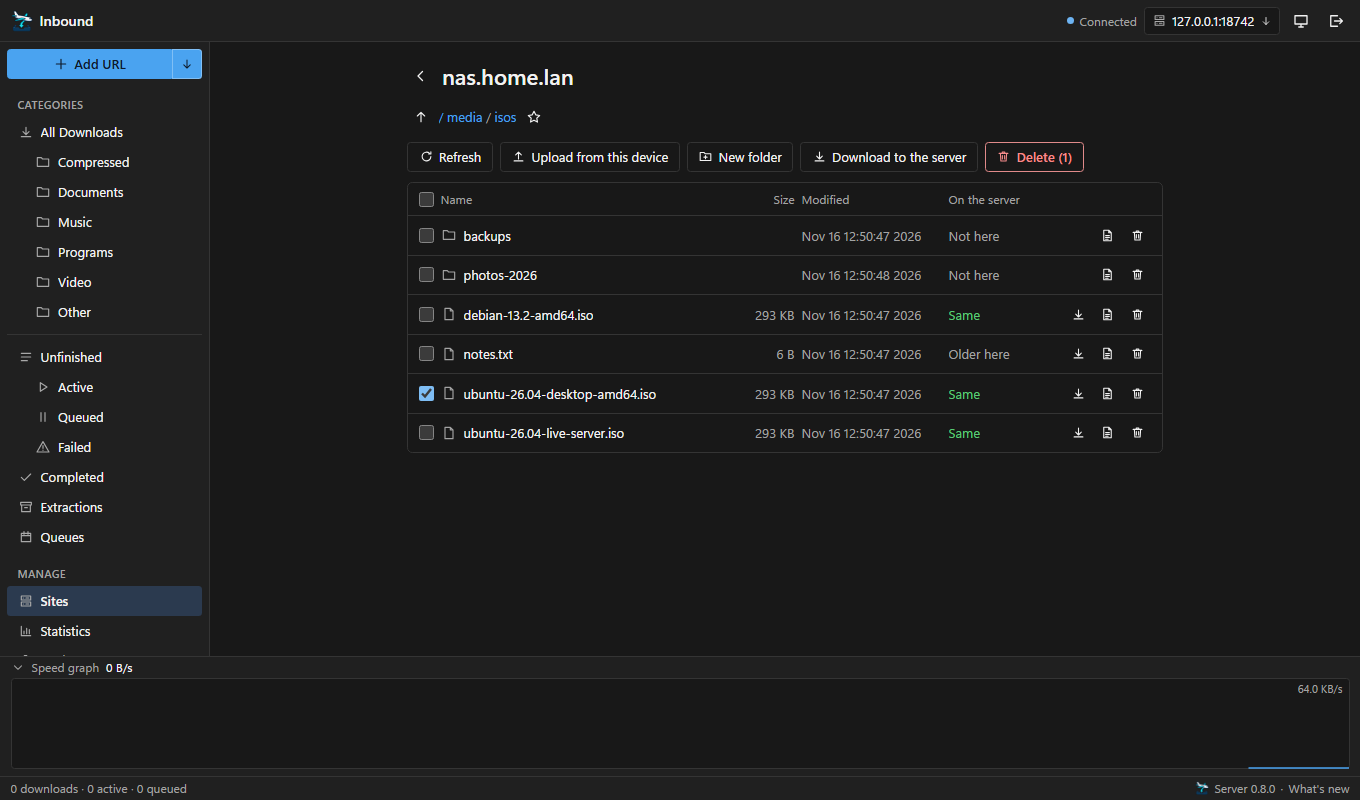 Inbound
Connected
127.0.0.1:18742
Add URL
CATEGORIES
All Downloads
Compressed
Documents
Music
Programs
Video
Other
Unfinished
Active
Queued
Failed
Completed
Extractions
Queues
MANAGE
Sites
Statistics
nas.home.lan
/ media / isos
Refresh
Upload from this device
New folder
Download to the server
Delete (1)
Name Size Modified On the server
backups Nov 16 12:50:47 2026 Not here
photos-2026 Nov 16 12:50:48 2026 Not here
debian-13.2-amd64.iso 293 KB Nov 16 12:50:47 2026 Same
notes.txt 6 B Nov 16 12:50:47 2026 Older here
ubuntu-26.04-desktop-amd64.iso 293 KB Nov 16 12:50:47 2026 Same
ubuntu-26.04-live-server.iso 293 KB Nov 16 12:50:47 2026 Same
Speed graph 0 B/s
64.0 KB/s
0 downloads · 0 active · 0 queued
Server 0.8.0 · What's new